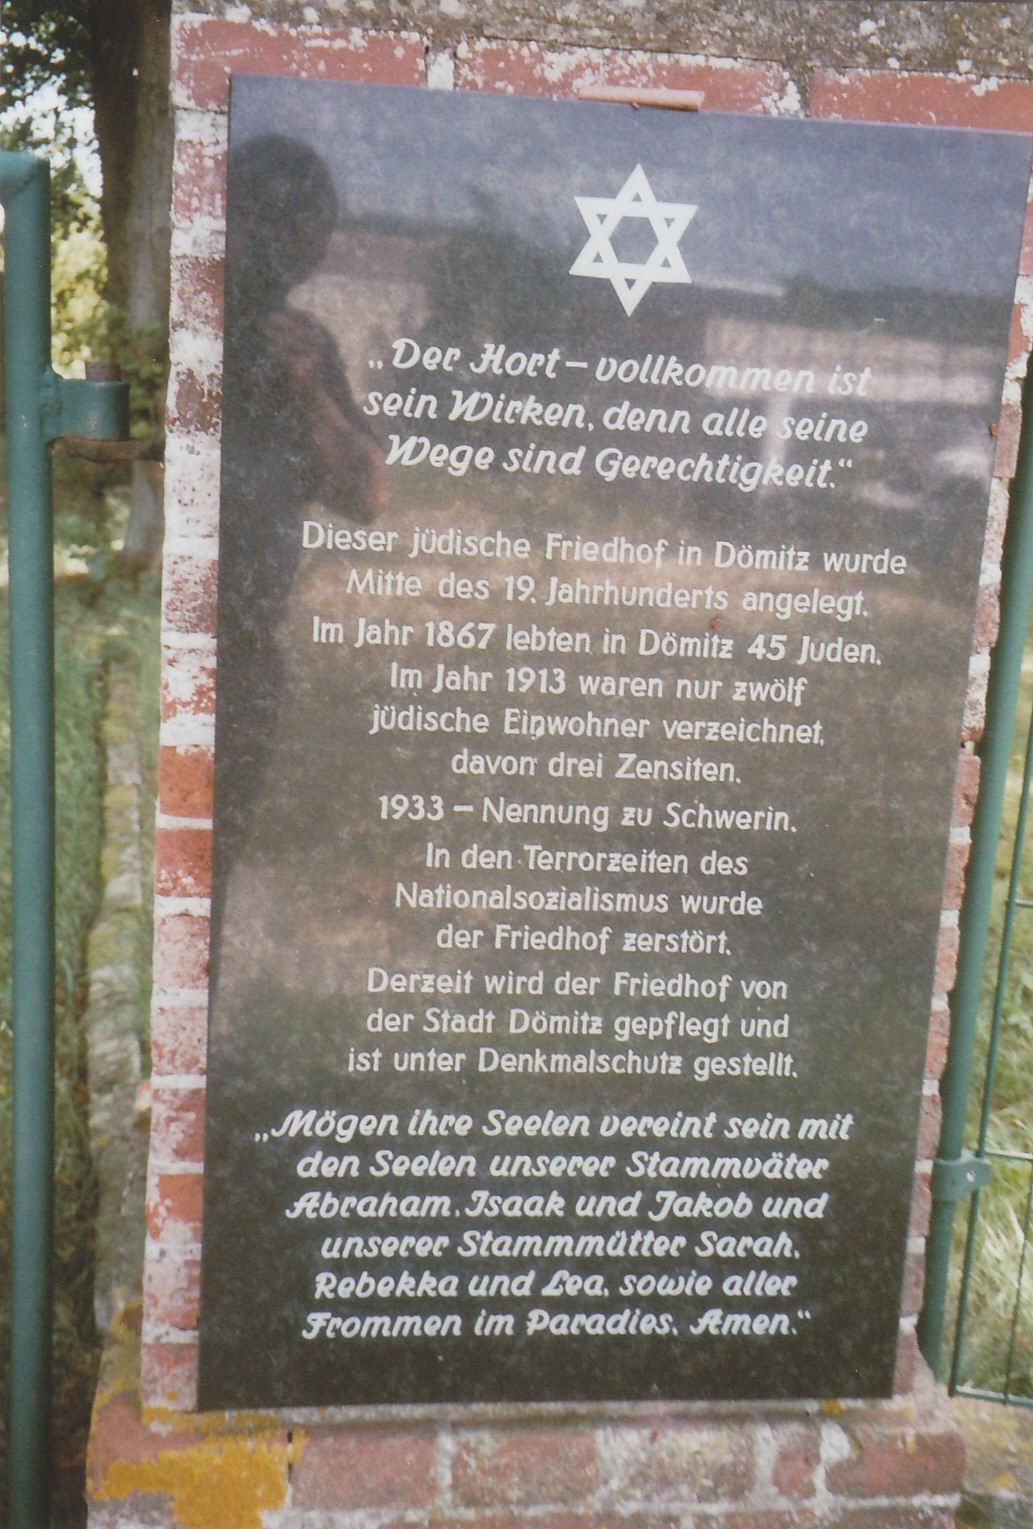 „Der Hort – vollkommen ist
sein Wirken, denn alle seine
Wege sind Gerechtigkeit.“
Dieser jüdische Friedhof in Dömitz wurde
Mitte des 19. Jahrhunderts angelegt.
Im Jahr 1867 lebten in Dömitz 45 Juden.
Im Jahr 1913 waren nur zwölf
jüdische Einwohner verzeichnet,
davon drei Zensiten.
1933 – Nennung zu Schwerin.
In den Terrorzeiten des
Nationalsozialismus wurde
der Friedhof zerstört.
Derzeit wird der Friedhof von
der Stadt Dömitz gepflegt und
ist unter Denkmalschutz gestellt.
„Mögen ihre Seelen vereint sein mit
den Seelen unserer Stammväter
Abraham, Isaak und Jakob und
unserer Stammütter Sarah,
Rebekka und Lea, sowie aller
Frommen im Paradies. Amen.“